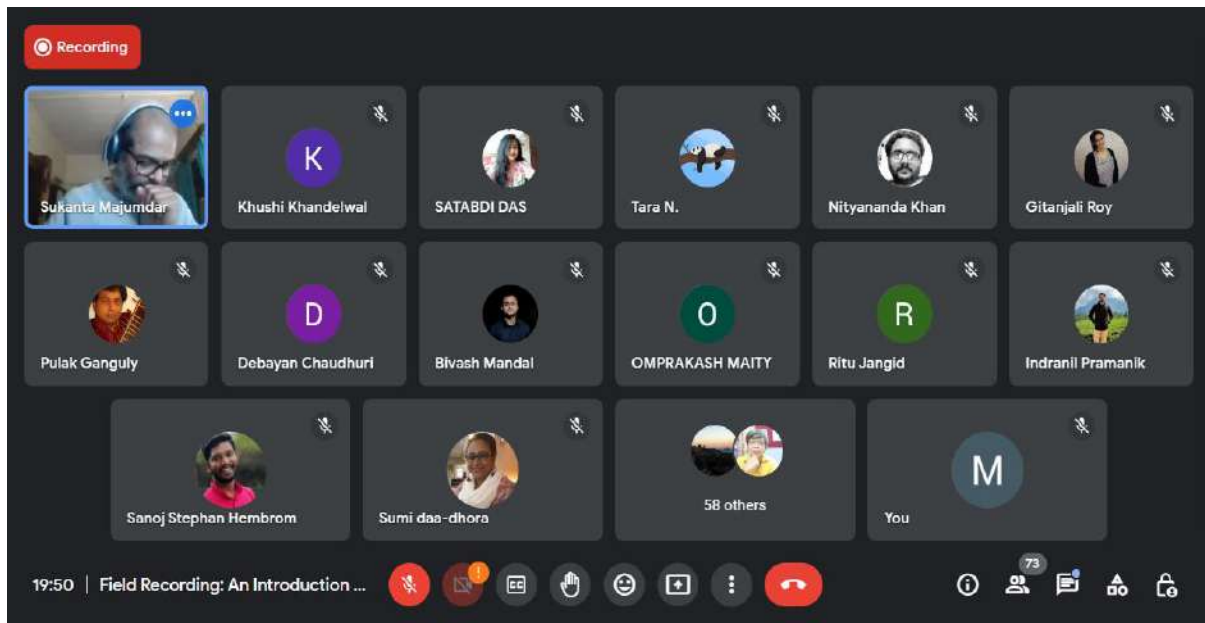 Recording
Sukanta Majumdar
K
Khushi Khandelwal
SATABDI DAS
Tara N.
Nityananda Khan
Gitanjali Roy
Pulak Ganguly
D
Debayan Chaudhuri
Bivash Mandal
O
OMPRAKASH MAITY
R
Ritu Jangid
Indranil Pramanik
Sanoj Stephan Hembrom
Sumi daa-dhora
58 others
M
You
19:50 | Field Recording: An Introduction ...
CC
73